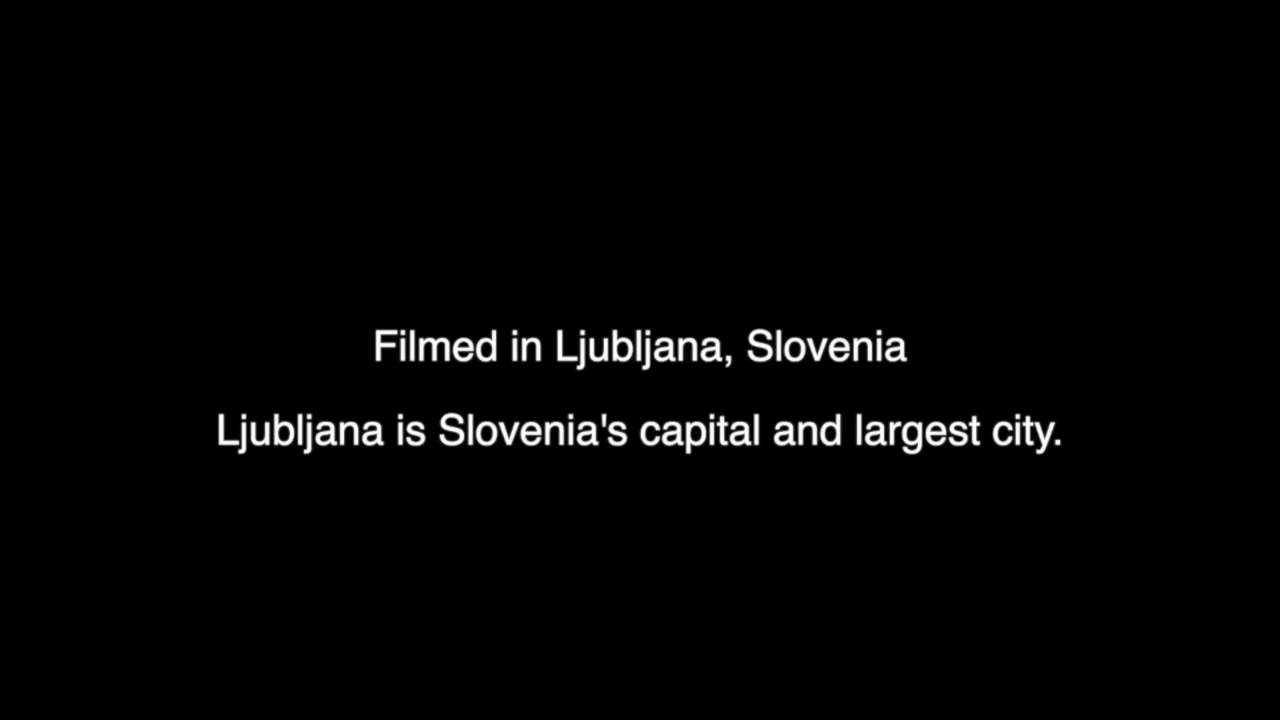 Filmed in Ljubljana, Slovenia
Ljubljana is Slovenia's capital and largest city.